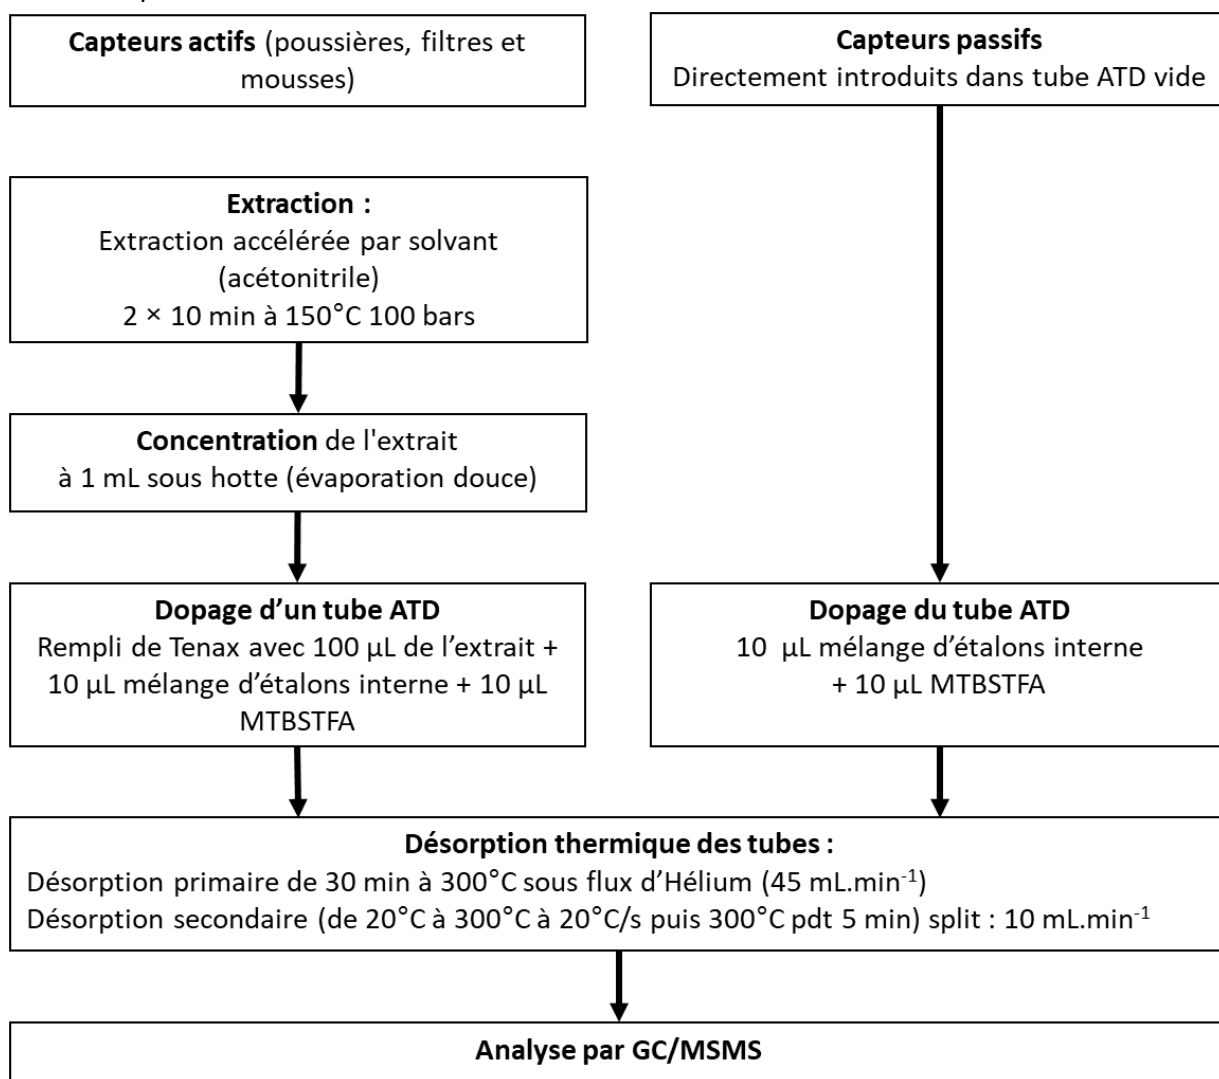 Capteurs actifs (poussières, filtres et
mousses)
Capteurs passifs
Directement introduits dans tube ATD vide
Extraction :
Extraction accélérée par solvant
(acétonitrile)
2 × 10 min à 150°C 100 bars
Concentration de l'extrait
à 1 mL sous hotte (évaporation douce)
Dopage d’un tube ATD
Rempli de Tenax avec 100 µL de l’extrait +
10 µL mélange d’étalons interne + 10 µL
MTBSTFA
Dopage du tube ATD
10 µL mélange d’étalons interne
+ 10 µL MTBSTFA
Désorption thermique des tubes :
Désorption primaire de 30 min à 300°C sous flux d’Hélium (45 mL.min⁻¹)
Désorption secondaire (de 20°C à 300°C à 20°C/s puis 300°C pdt 5 min) split : 10 mL.min⁻¹
Analyse par GC/MSMS